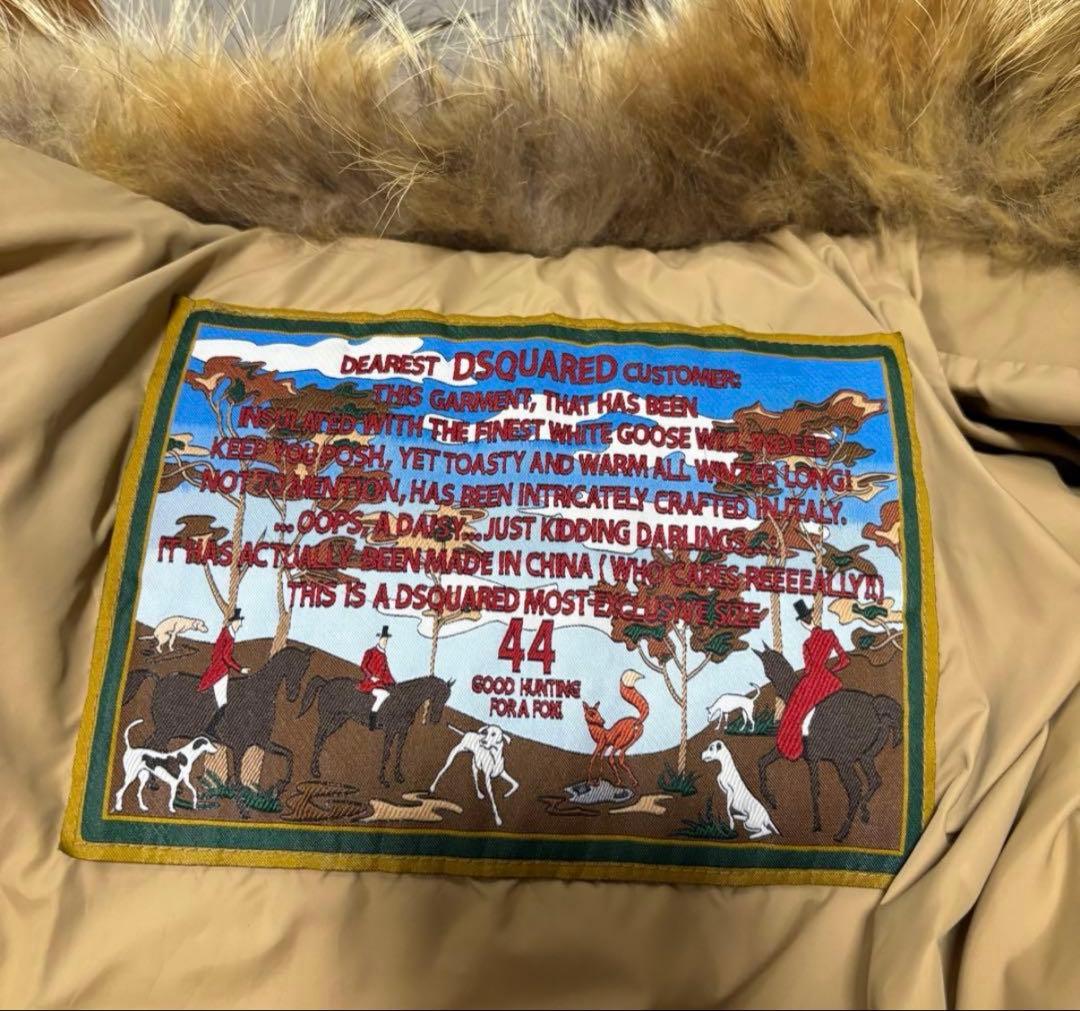 DEAREST DSQUARED CUSTOMER:
THIS GARMENT, THAT HAS BEEN
INSULATED WITH THE FINEST WHITE GOOSE WILL INDEED
KEEP YOU POSH, YET TOASTY AND WARM ALL WINTER LONG!
NOT TO MENTION, HAS BEEN INTRICATELY CRAFTED IN ITALY.
... OOPS, A DAISY... JUST KIDDING DARLINGS....
IT HAS ACTUALLY BEEN MADE IN CHINA ( WHO CARES REEEEALLY!!)
THIS IS A DSQUARED MOST EXCLUSIVE SIZE
44
GOOD HUNTING
FOR A FOX!